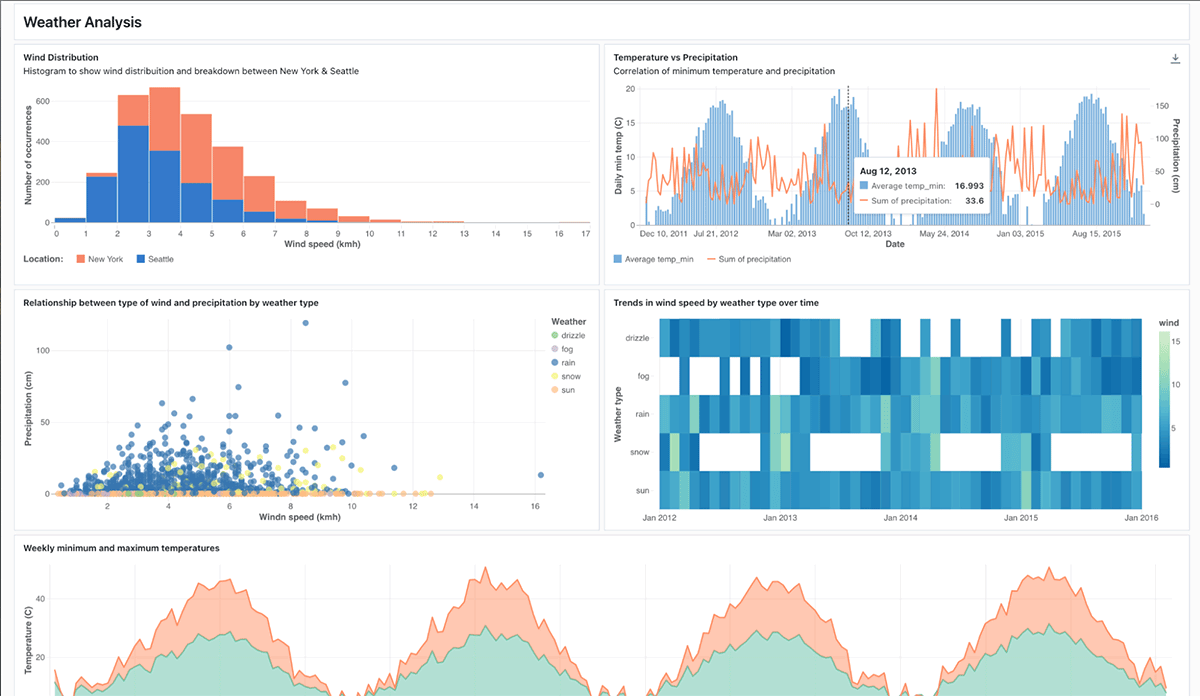 Weather Analysis
Wind Distribution
Histogram to show wind distribuition and breakdown between New York & Seattle
Number of occurrences
600
400
200
0
0 1 2 3 4 5 6 7 8 9 10 11 12 13 14 15 16 17
Wind speed (kmh)
Location: New York Seattle
Temperature vs Precipitation
Correlation of minimum temperature and precipitation
Daily min temp (C)
20
15
10
5
0
150
100
50
0
Precipitation (cm)
Aug 12, 2013
Average temp_min: 16.993
Sum of precipitation: 33.6
Dec 10, 2011 Jul 21, 2012 Mar 02, 2013 Oct 12, 2013 May 24, 2014 Jan 03, 2015 Aug 15, 2015
Date
Average temp_min Sum of precipitation
Relationship between type of wind and precipitation by weather type
Precipitation (cm)
100
50
0
2 4 6 8 10 12 14 16
Windn speed (kmh)
Weather
drizzle
fog
rain
snow
sun
Trends in wind speed by weather type over time
Weather type
drizzle
fog
rain
snow
sun
Jan 2012 Jan 2013 Jan 2014 Jan 2015 Jan 2016
wind
15
10
5
Weekly minimum and maximum temperatures
Temperature (C)
40
20